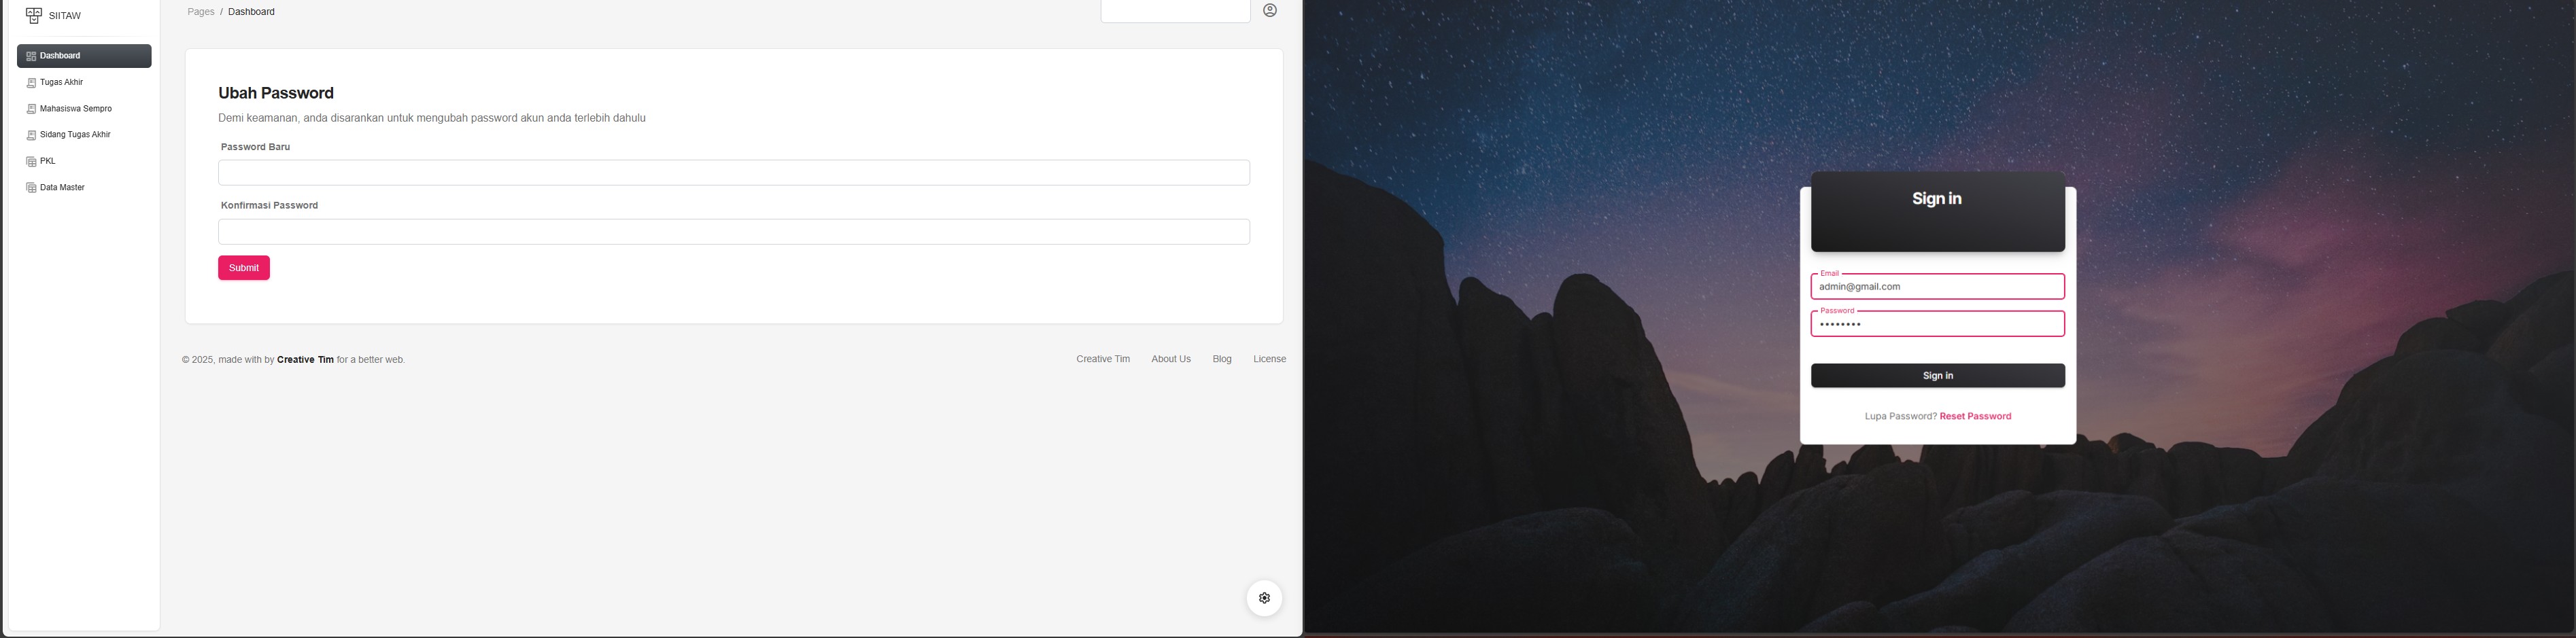 SIITAW
Pages / Dashboard
Dashboard
Tugas Akhir
Mahasiswa Sempro
Sidang Tugas Akhir
PKL
Data Master
Ubah Password
Demi keamanan, anda disarankan untuk mengubah password akun anda terlebih dahulu
Password Baru
Konfirmasi Password
Submit
© 2025, made with by Creative Tim for a better web.
Creative Tim About Us Blog License
Sign in
Email
admin@gmail.com
Password
••••••••
Sign in
Lupa Password? Reset Password